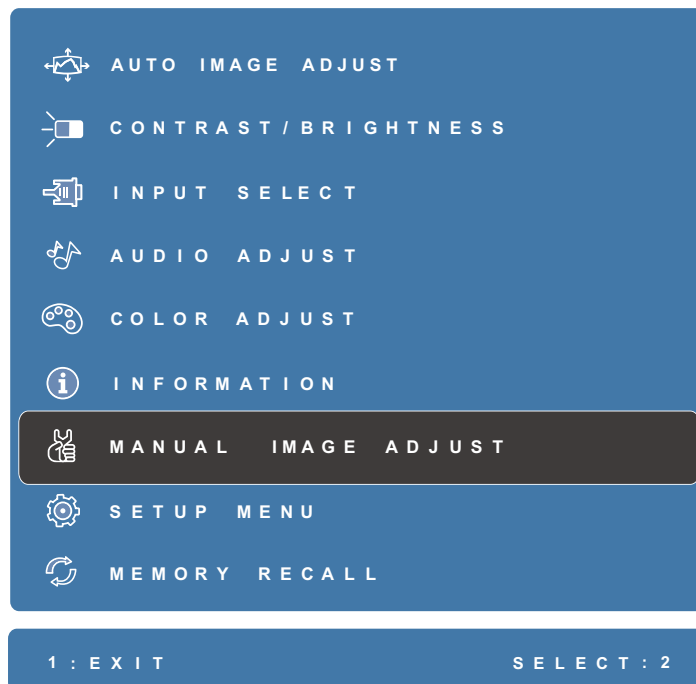 AUTO IMAGE ADJUST
CONTRAST/BRIGHTNESS
INPUT SELECT
AUDIO ADJUST
COLOR ADJUST
INFORMATION
MANUAL IMAGE ADJUST
SETUP MENU
MEMORY RECALL
1:EXIT SELECT:2